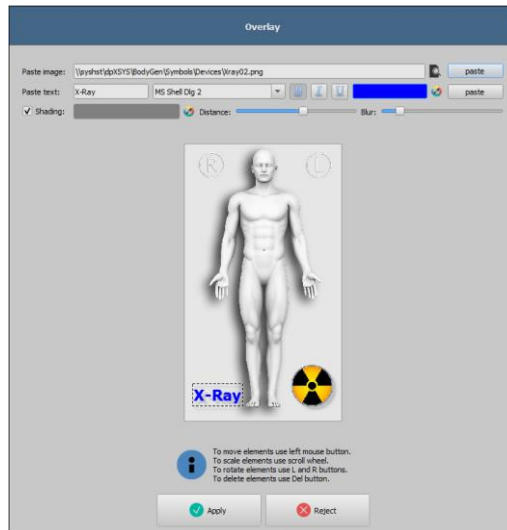 Overlay
Paste image: \\pyshst\dpXSYS\BodyGen\Symbols\Devices\Xray02.png paste
Paste text: X-Ray MS Shell Dlg 2 I U paste
Shading: Distance: Blur:
R L
X-Ray
To move elements use left mouse button.
To scale elements use scroll wheel.
To rotate elements use L and R buttons.
To delete elements use Del button.
Apply Reject